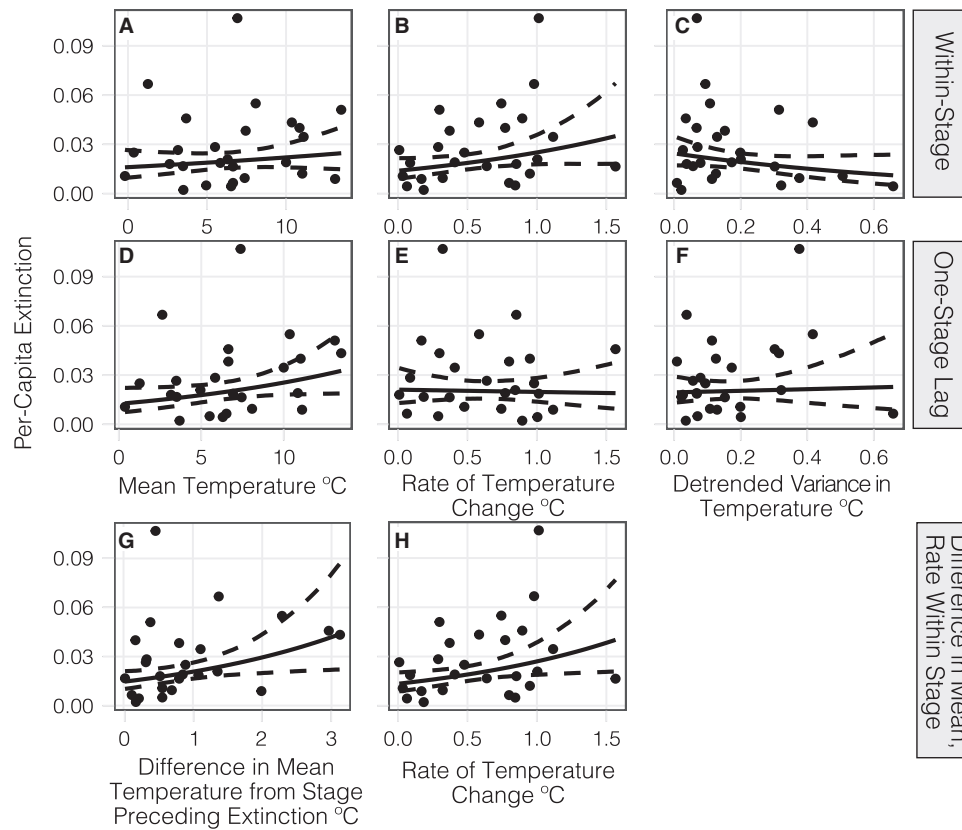 A
B
C
0.09
0.06
0.03
0.00
0
5
10
0.0
0.5
1.0
1.5
0.0
0.2
0.4
0.6
Within-Stage
Per-Capita Extinction
D
E
F
0.09
0.06
0.03
0.00
0
5
10
0.0
0.5
1.0
1.5
0.0
0.2
0.4
0.6
One-Stage Lag
Mean Temperature °C
Rate of Temperature
Change °C
Detrended Variance in
Temperature °C
G
H
0.09
0.06
0.03
0.00
0
1
2
3
0.0
0.5
1.0
1.5
Difference in Mean
Temperature from Stage
Preceding Extinction °C
Rate of Temperature
Change °C
Difference in Mean,
Rate Within Stage